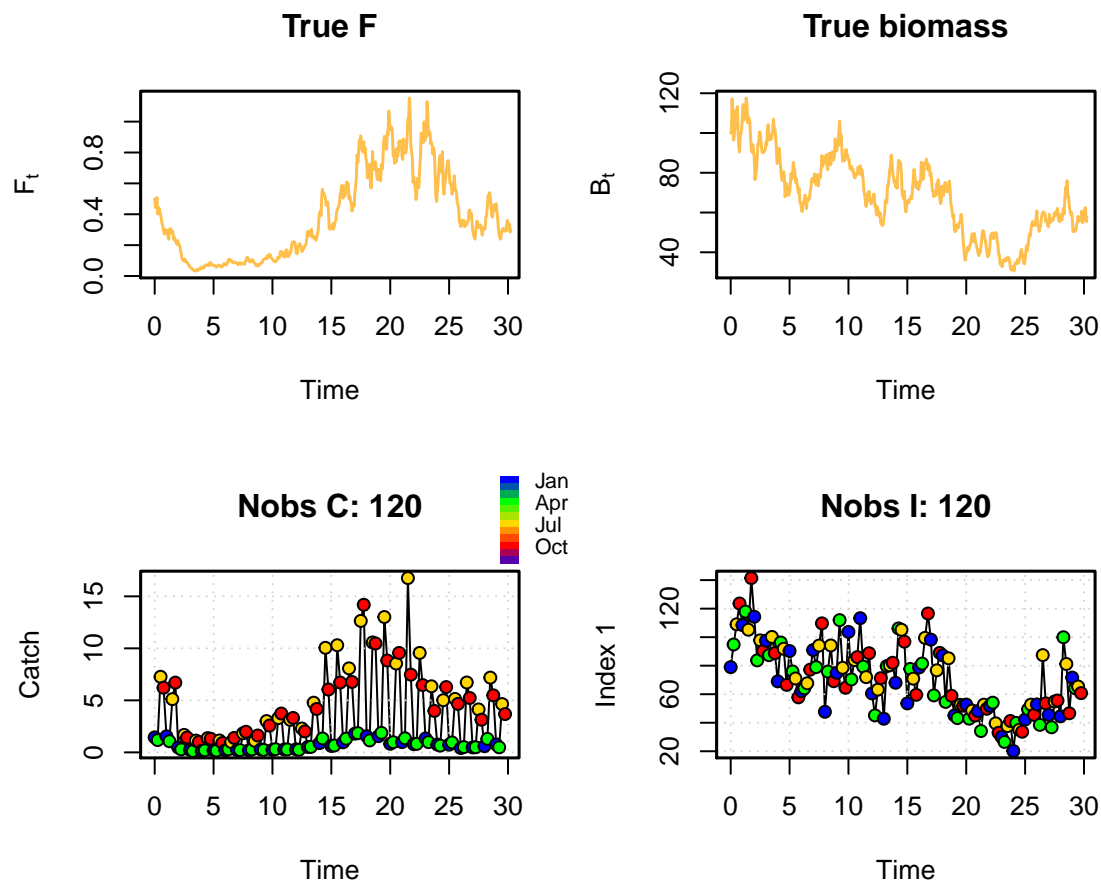 True F
F_t
0.0 0.4 0.8
0 5 10 15 20 25 30
Time
True biomass
B_t
40 80 120
0 5 10 15 20 25 30
Time
Nobs C: 120
Catch
0 5 10 15
0 5 10 15 20 25 30
Time
Jan
Apr
Jul
Oct
Nobs I: 120
Index 1
20 60 120
0 5 10 15 20 25 30
Time